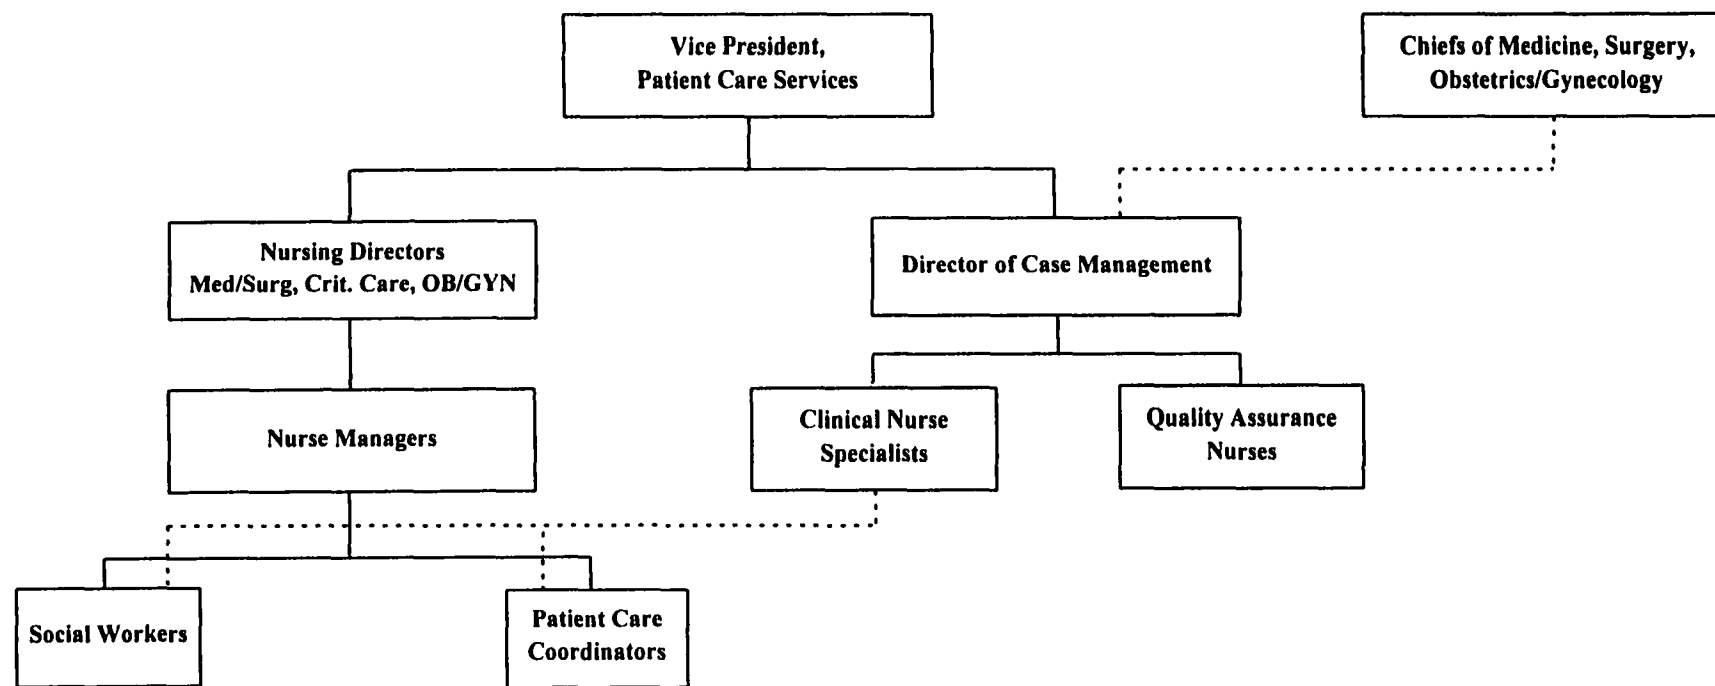 Vice President,
Patient Care Services
Chiefs of Medicine, Surgery,
Obstetrics/Gynecology
Nursing Directors
Med/Surg, Crit. Care, OB/GYN
Director of Case Management
Nurse Managers
Clinical Nurse
Specialists
Quality Assurance
Nurses
Social Workers
Patient Care
Coordinators